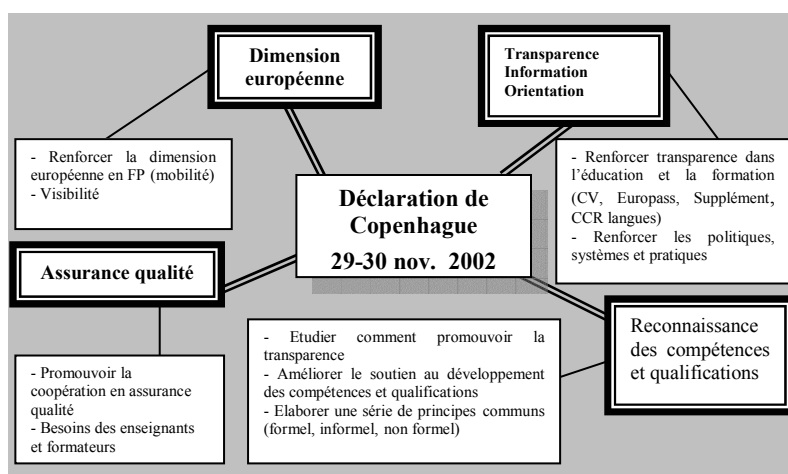 Dimension
européenne
Transparence
Information
Orientation
- Renforcer la dimension
européenne en FP (mobilité)
- Visibilité
- Renforcer transparence dans
l'éducation et la formation
(CV, Europass, Supplément,
CCR langues)
- Renforcer les politiques,
systèmes et pratiques
Déclaration de
Copenhague
29-30 nov. 2002
Assurance qualité
Reconnaissance
des compétences
et qualifications
- Promouvoir la
coopération en assurance
qualité
- Besoins des enseignants
et formateurs
- Etudier comment promouvoir la
transparence
- Améliorer le soutien au développement
des compétences et qualifications
- Elaborer une série de principes communs
(formel, informel, non formel)